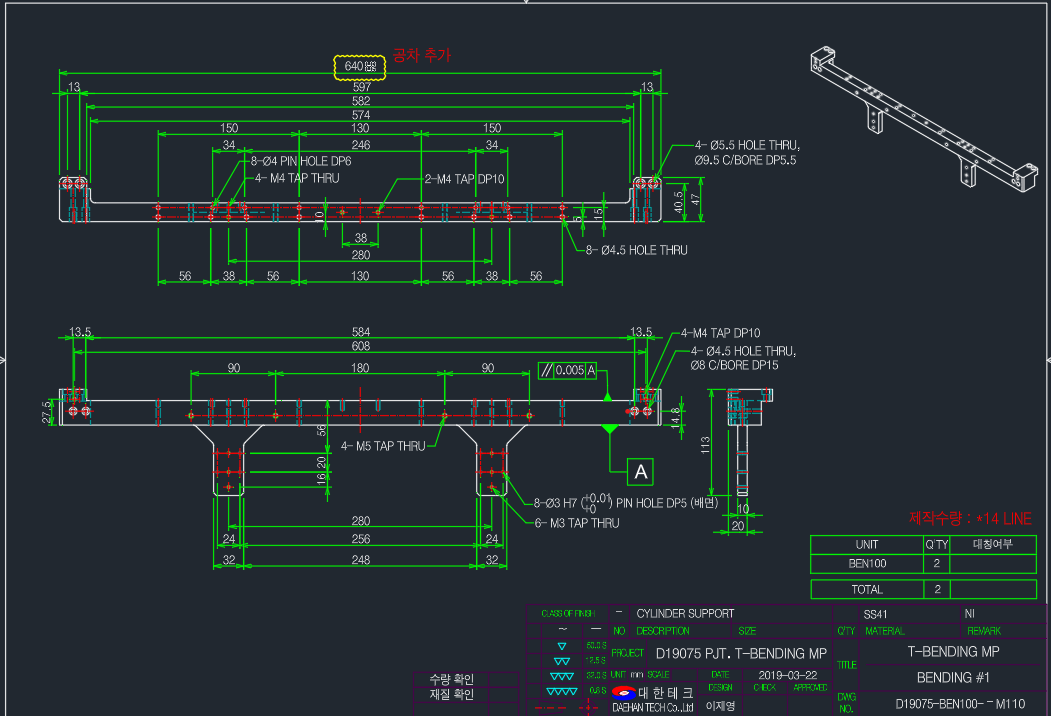 공차 추가
640
13
597
13
582
574
150
130
150
34
246
34
8-Ø4 PIN HOLE DP6
4- M4 TAP THRU
2-M4 TAP DP10
4- Ø5.5 HOLE THRU,
Ø9.5 C/BORE DP5.5
10
5
15
40.5
47
38
8- Ø4.5 HOLE THRU
280
56
38
56
130
56
38
56
13.5
584
13.5
4-M4 TAP DP10
608
4- Ø4.5 HOLE THRU,
Ø8 C/BORE DP15
90
180
90
// 0.005 A
27.5
56
14.8
4- M5 TAP THRU
20
16
A
113
8-Ø3 H7 (+0.01 +0) PIN HOLE DP5 (배면)
6- M3 TAP THRU
280
24
256
24
32
248
32
10
20
제작수량 : *14 LINE
UNIT Q'TY 대칭여부
BEN100 2
TOTAL 2
CLASS OF FINISH - CYLINDER SUPPORT SS41 NI
~ — NO DESCRIPTION SIZE Q'TY MATERIAL REMARK
PROJECT D19075 PJT. T-BENDING MP TITLE T-BENDING MP
12.5 S
UNIT mm SCALE DATE 2019-03-22 BENDING #1
대한테크 DESIGN CHECK APPROVED
DAEHAN TECH Co.,Ltd 이제영 DWG NO. D19075-BEN100- - M110
수량 확인
재질 확인